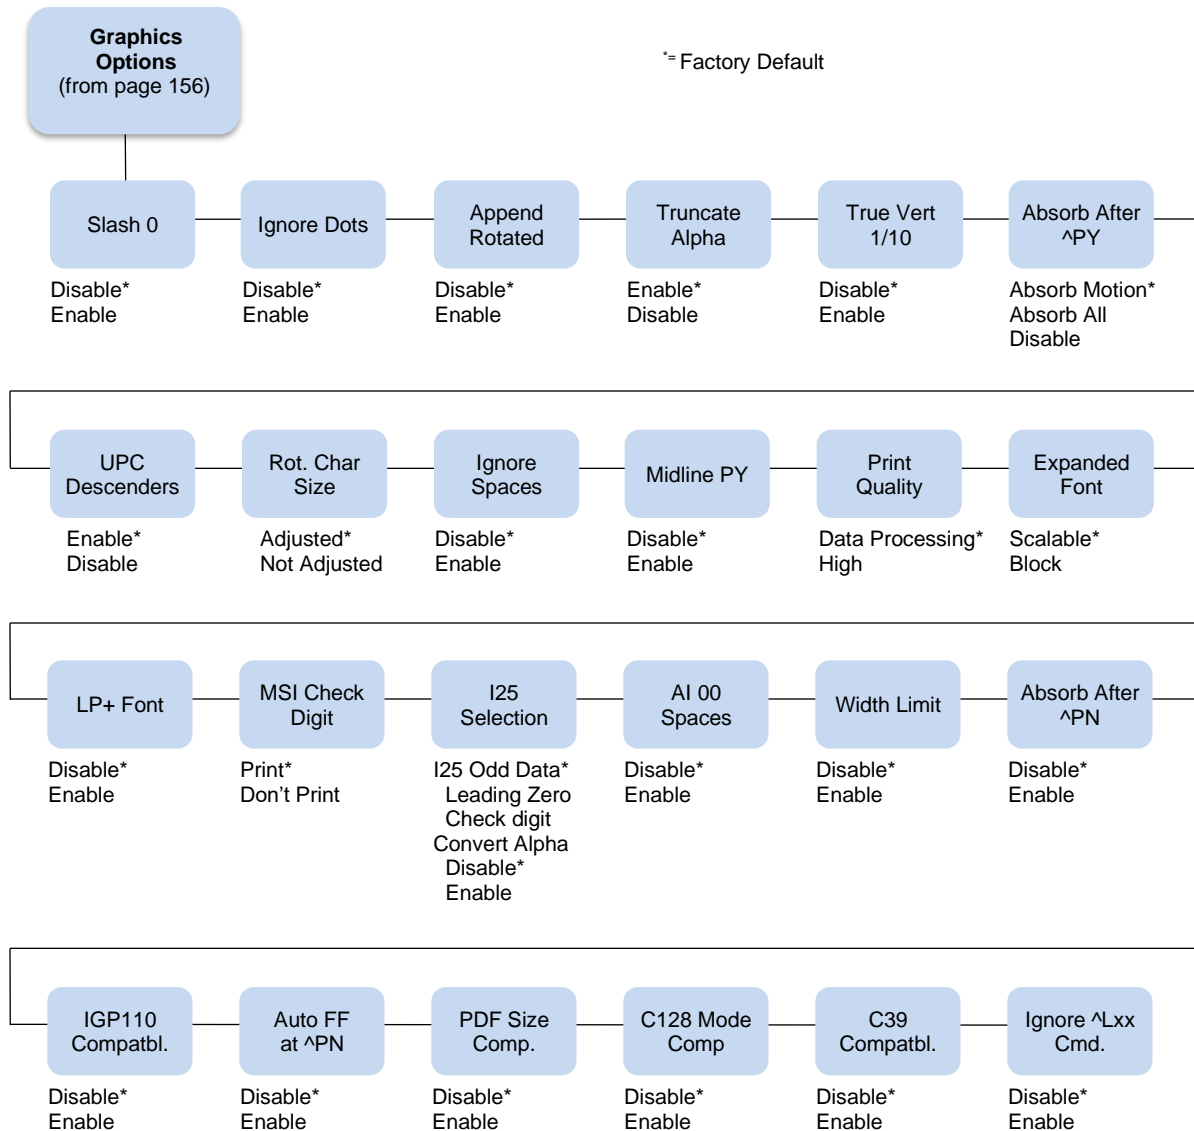 Graphics
Options
(from page 156)
*= Factory Default
Slash 0
Disable*
Enable
Ignore Dots
Disable*
Enable
Append
Rotated
Disable*
Enable
Truncate
Alpha
Enable*
Disable
True Vert
1/10
Disable*
Enable
Absorb After
^PY
Absorb Motion*
Absorb All
Disable
UPC
Descenders
Enable*
Disable
Rot. Char
Size
Adjusted*
Not Adjusted
Ignore
Spaces
Disable*
Enable
Midline PY
Disable*
Enable
Print
Quality
Data Processing*
High
Expanded
Font
Scalable*
Block
LP+ Font
Disable*
Enable
MSI Check
Digit
Print*
Don't Print
I25
Selection
I25 Odd Data*
Leading Zero
Check digit
Convert Alpha
Disable*
Enable
AI 00
Spaces
Disable*
Enable
Width Limit
Disable*
Enable
Absorb After
^PN
Disable*
Enable
IGP110
Compatbl.
Disable*
Enable
Auto FF
at ^PN
Disable*
Enable
PDF Size
Comp.
Disable*
Enable
C128 Mode
Comp
Disable*
Enable
C39
Compatbl.
Disable*
Enable
Ignore ^Lxx
Cmd.
Disable*
Enable